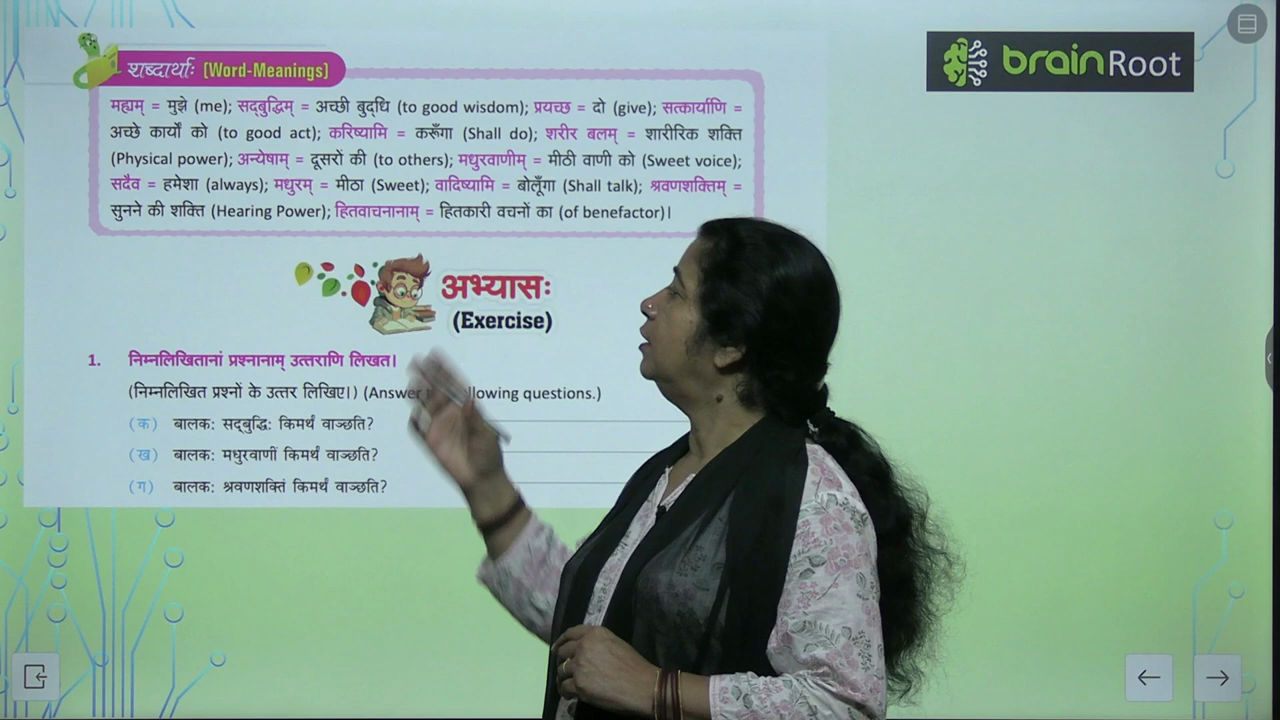 brainRoot
शब्दार्थाः (Word-Meanings)
मह्यम् = मुझे (me); सद्‌बुद्धिम् = अच्छी बुद्‌धि (to good wisdom); प्रयच्छ = दो (give); सत्कार्याणि =
अच्छे कार्यों को (to good act); करिष्यामि = करूँगा (Shall do); शरीर बलम् = शारीरिक शक्ति
(Physical power); अन्येषाम् = दूसरों की (to others); मधुरवाणीम् = मीठी वाणी को (Sweet voice);
सदैव = हमेशा (always); मधुरम् = मीठा (Sweet); वादिष्यामि = बोलूँगा (Shall talk); श्रवणशक्तिम् =
सुनने की शक्ति (Hearing Power); हितवाचनानाम् = हितकारी वचनों का (of benefactor)।
अभ्यासः
(Exercise)
1. निम्नलिखितानां प्रश्नानाम् उत्तराणि लिखत।
(निम्नलिखित प्रश्नों के उत्तर लिखिए।) (Answer following questions.)
(क) बालक: सद्‌बुद्धि: किमर्थं वाञ्छति?
(ख) बालक: मधुरवाणीं किमर्थं वाञ्छति?
(ग) बालक: श्रवणशक्तिं किमर्थं वाञ्छति?